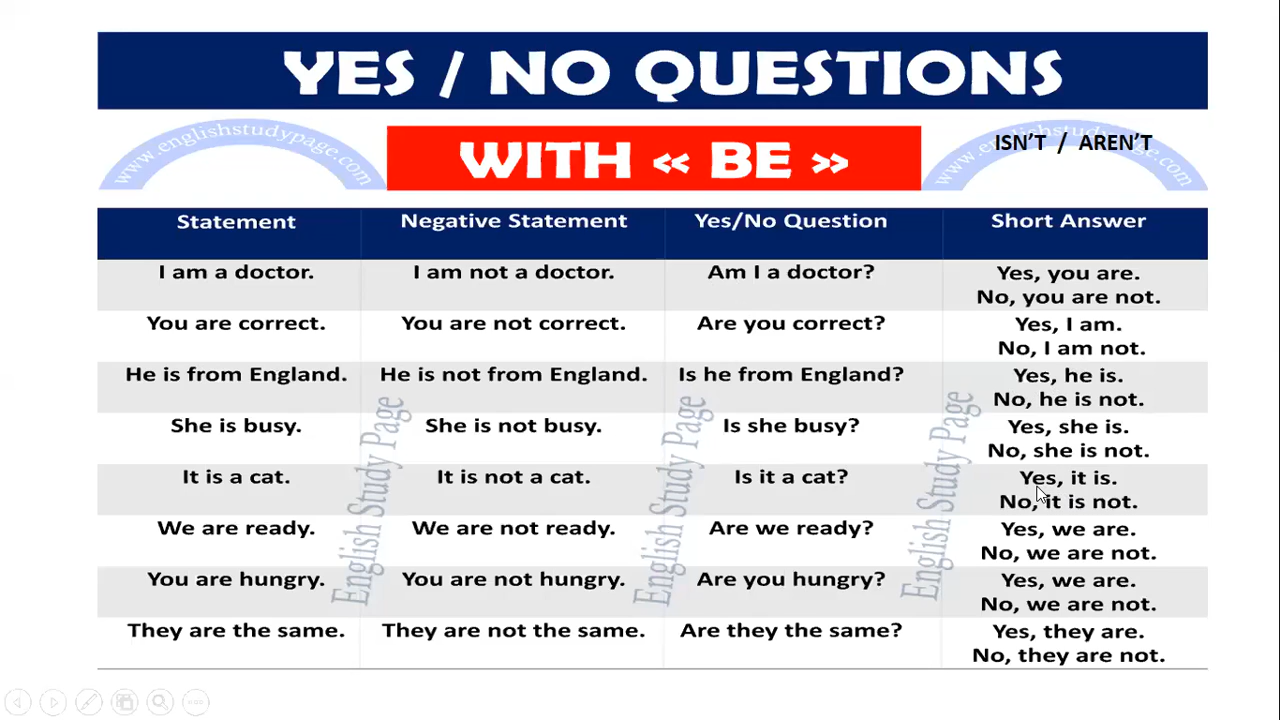 YES / NO QUESTIONS
www.englishstudypage.com
WITH « BE »
www.englishstudypage.com
ISN'T / AREN'T
Statement Negative Statement Yes/No Question Short Answer
I am a doctor. I am not a doctor. Am I a doctor? Yes, you are.
No, you are not.
You are correct. You are not correct. Are you correct? Yes, I am.
No, I am not.
He is from England. He is not from England. Is he from England? Yes, he is.
No, he is not.
She is busy. She is not busy. Is she busy? Yes, she is.
No, she is not.
It is a cat. It is not a cat. Is it a cat? Yes, it is.
No, it is not.
We are ready. We are not ready. Are we ready? Yes, we are.
No, we are not.
You are hungry. You are not hungry. Are you hungry? Yes, we are.
No, we are not.
They are the same. They are not the same. Are they the same? Yes, they are.
No, they are not.
English Study Page
English Study Page
English Study Page